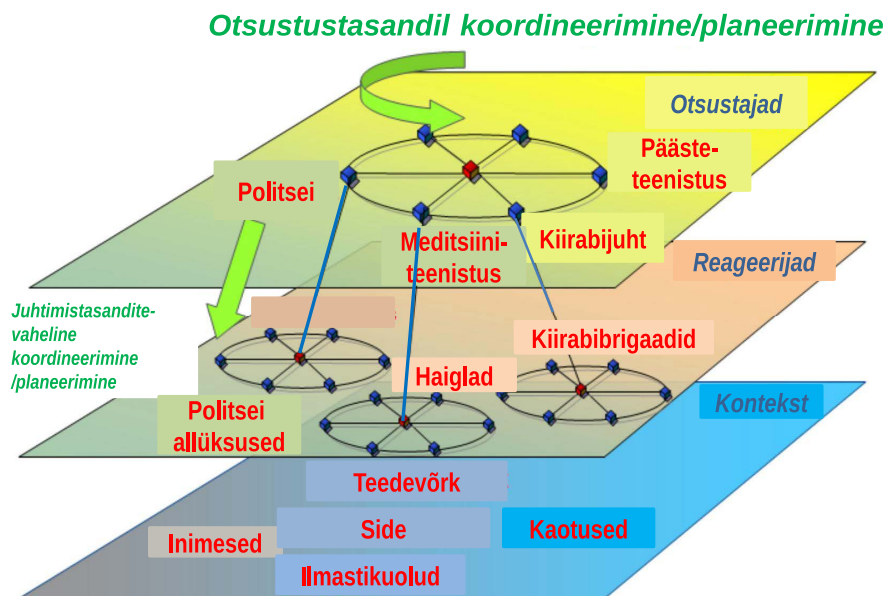 Otsustustasandil koordineerimine/planeerimine
Otsustajad
Pääste-
teenistus
Politsei
Meditsiini-
teenistus
Kiirabijuht
Reageerijad
Juhtimistasandite-
vaheline
koordineerimine
/planeerimine
Kiirabibrigaadid
Haiglad
Politsei
allüksused
Kontekst
Teedevõrk
Side
Kaotused
Inimesed
Ilmastikuolud